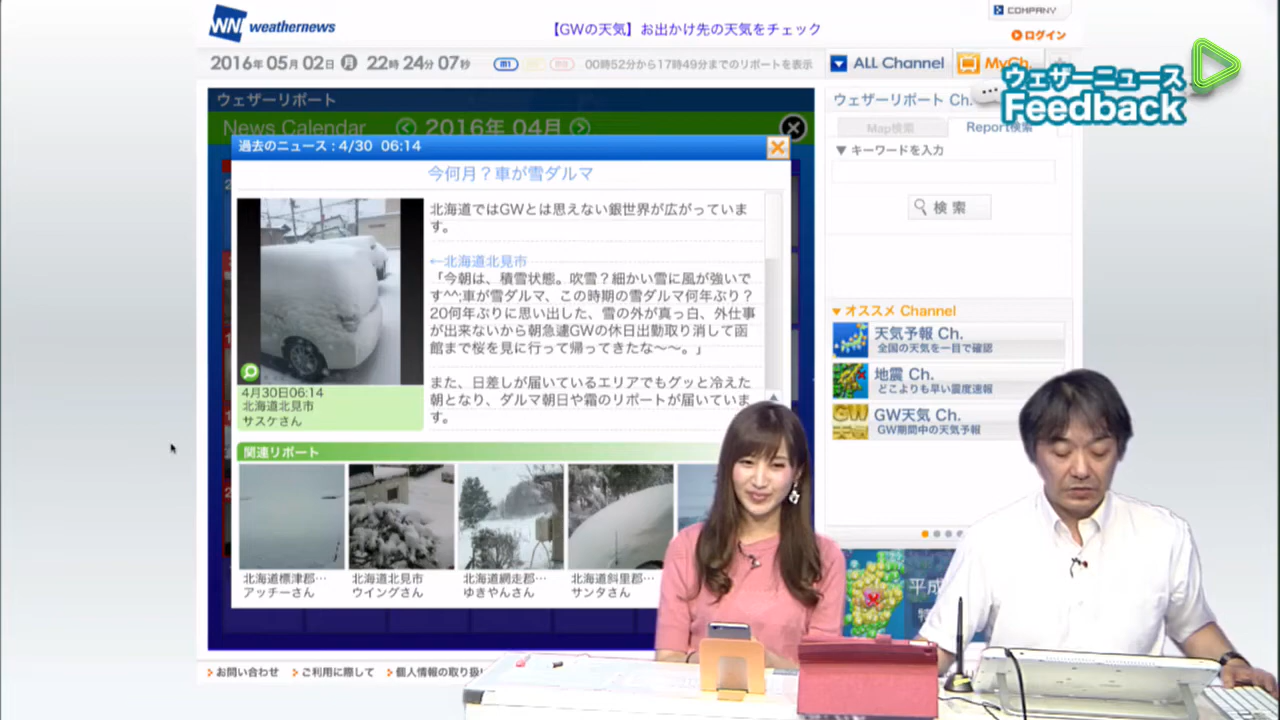 WN weathernews
【GWの天気】お出かけ先の天気をチェック
COMPANY
ログイン
2016年05月02日 月 22時24分07秒
M1
00時52分から17時49分までのリポートを表示
ALL Channel
MyCh.
ウェザーニュース
Feedback
ウェザーリポート
News Calendar 2016年 04月
過去のニュース : 4/30 06:14
今何月？車が雪ダルマ
北海道ではGWとは思えない銀世界が広がっていま
す。
←北海道北見市
「今朝は、積雪状態。吹雪？細かい雪に風が強いで
す^^;車が雪ダルマ、この時期の雪ダルマ何年ぶり？
20何年ぶりに思い出した、雪の外が真っ白、外仕事
が出来ないから朝急遽GWの休日出勤取り消して函
館まで桜を見に行って帰ってきたな〜〜。」
また、日差しが届いているエリアでもグッと冷えた
朝となり、ダルマ朝日や霜のリポートが届いていま
す。
4月30日06:14
北海道北見市
サスケさん
関連リポート
北海道標津郡…
アッチーさん
北海道北見市
ウイングさん
北海道網走郡…
ゆきやんさん
北海道斜里郡…
サンタさん
ウェザーリポート Ch.
Map検索
Report検索
▼ キーワードを入力
検 索
▼オススメ Channel
天気予報 Ch.
全国の天気を一目で確認
地震 Ch.
どこよりも早い震度速報
GW天気 Ch.
GW期間中の天気予報
GW
天気
平成
特
お問い合わせ
ご利用に際して
個人情報の取り扱い